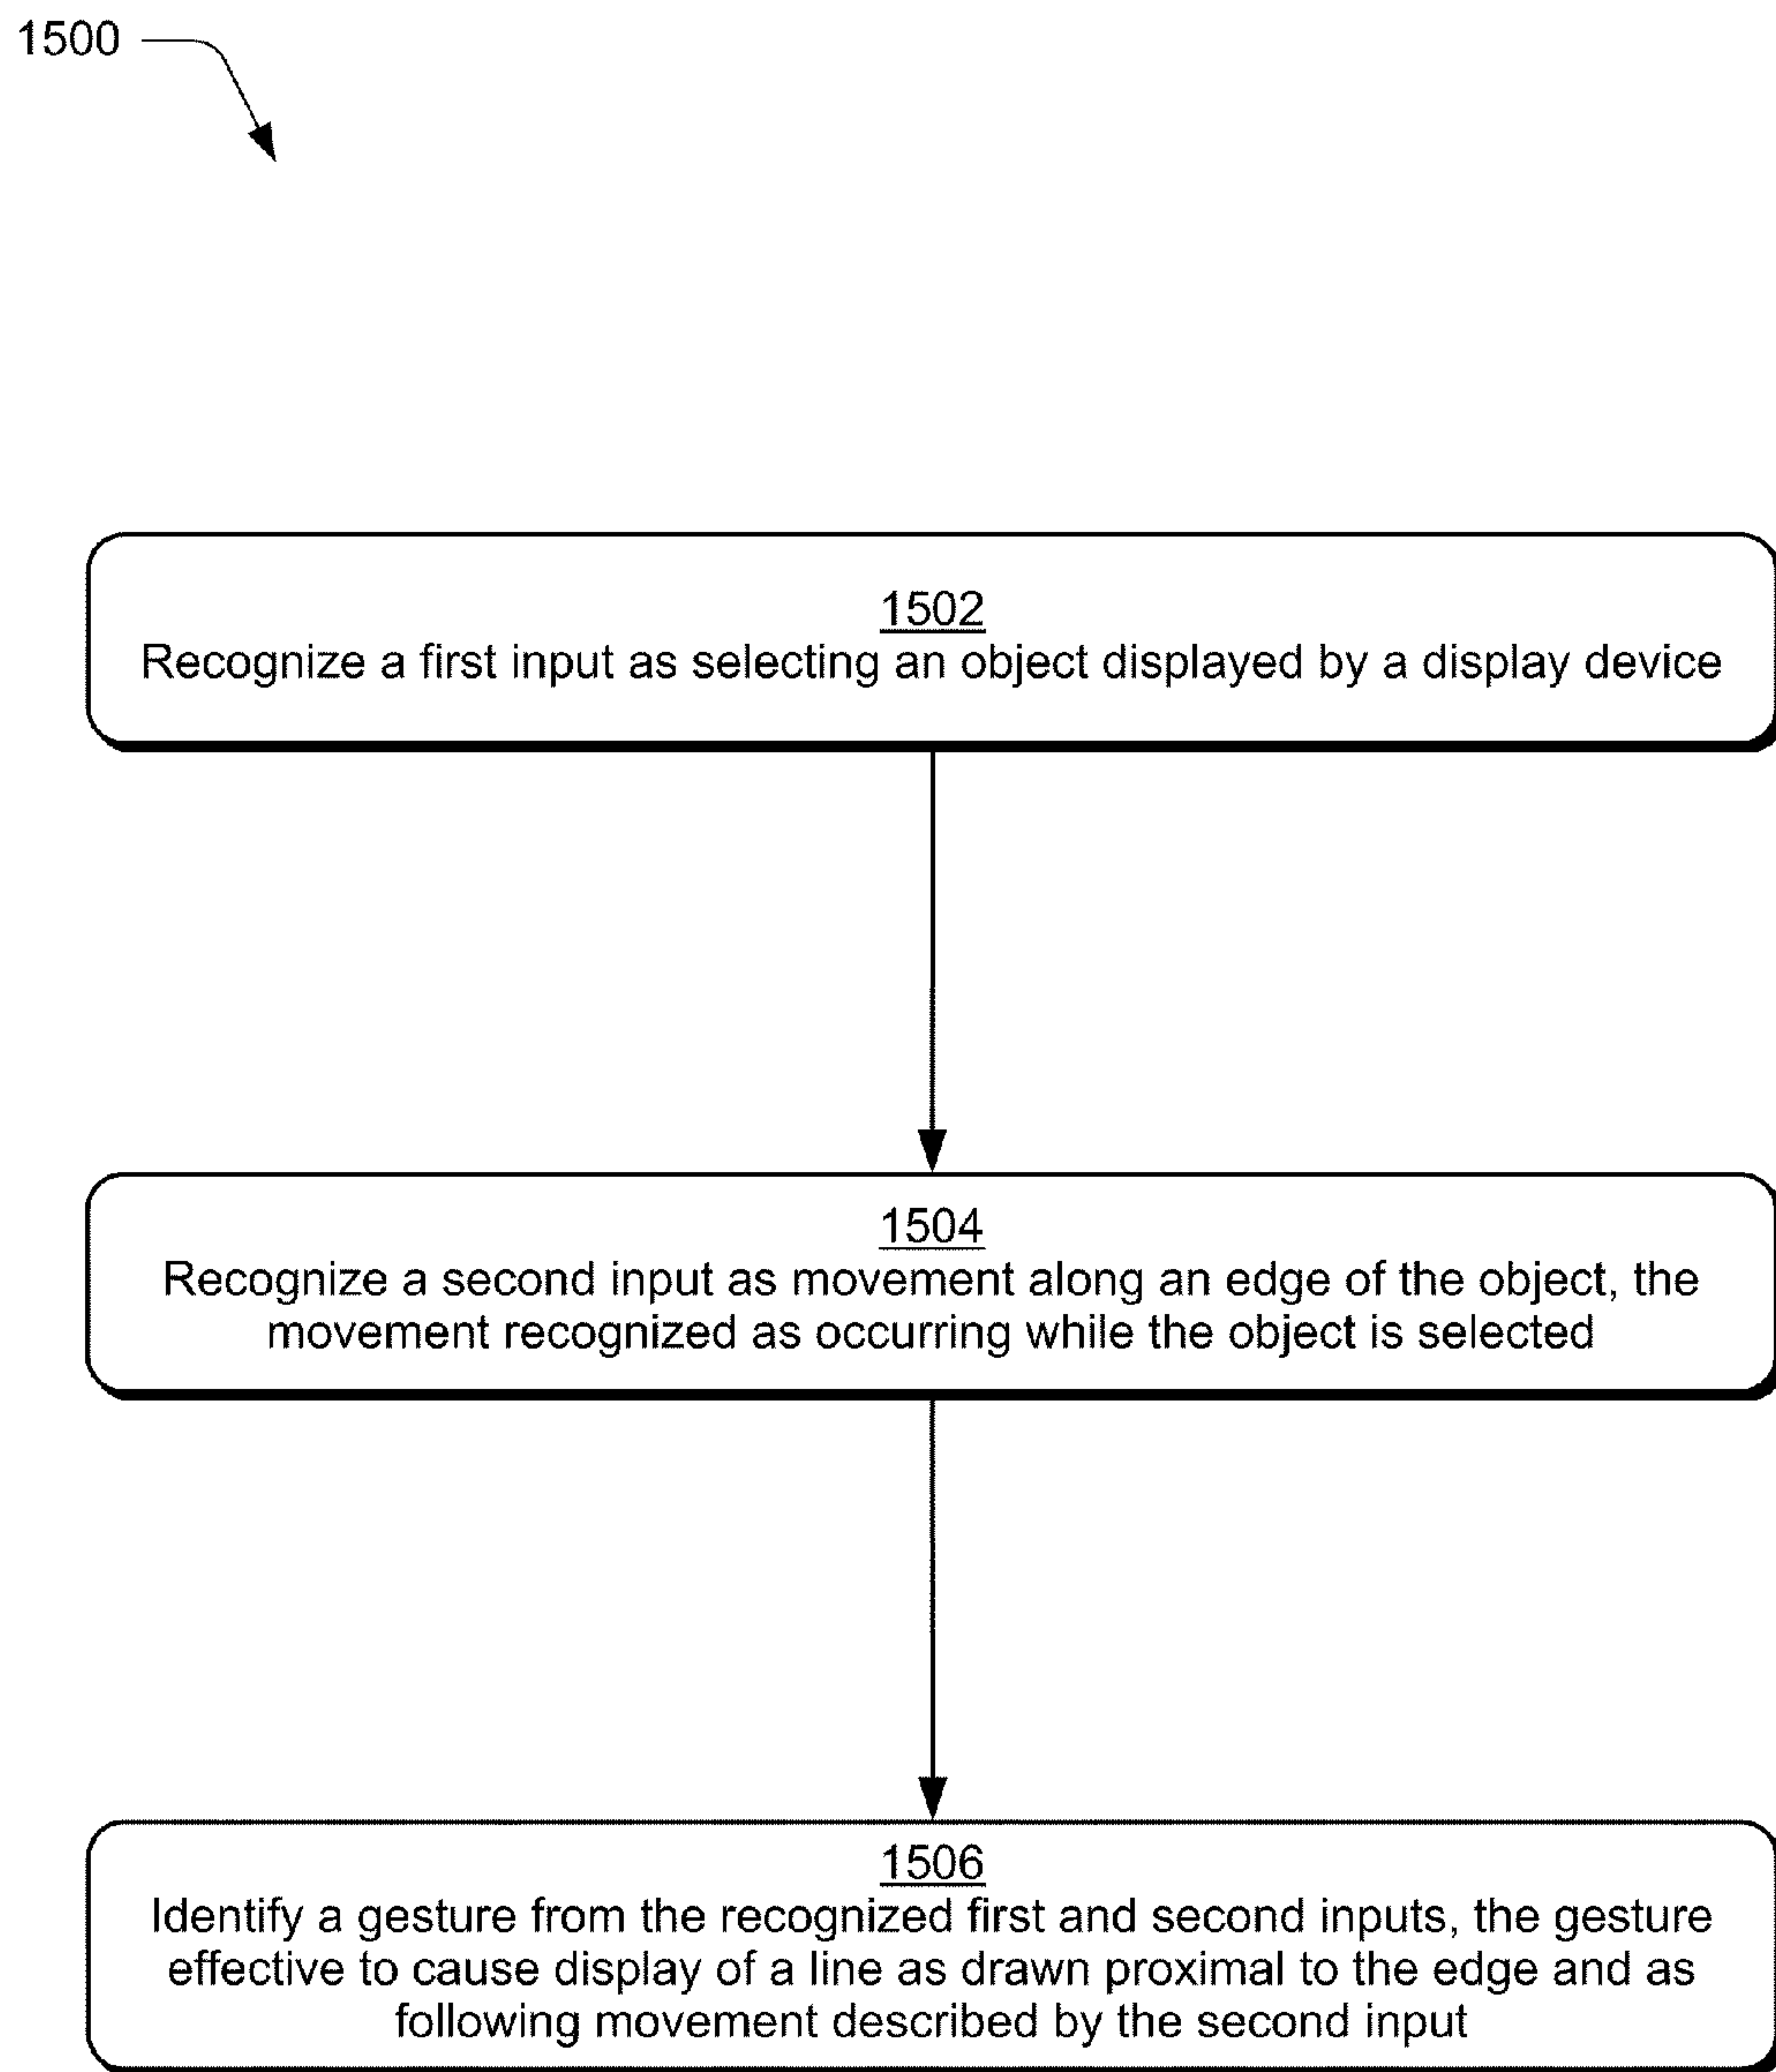 1500
1502
Recognize a first input as selecting an object displayed by a display device
1504
Recognize a second input as movement along an edge of the object, the
movement recognized as occurring while the object is selected
1506
Identify a gesture from the recognized first and second inputs, the gesture
effective to cause display of a line as drawn proximal to the edge and as
following movement described by the second input